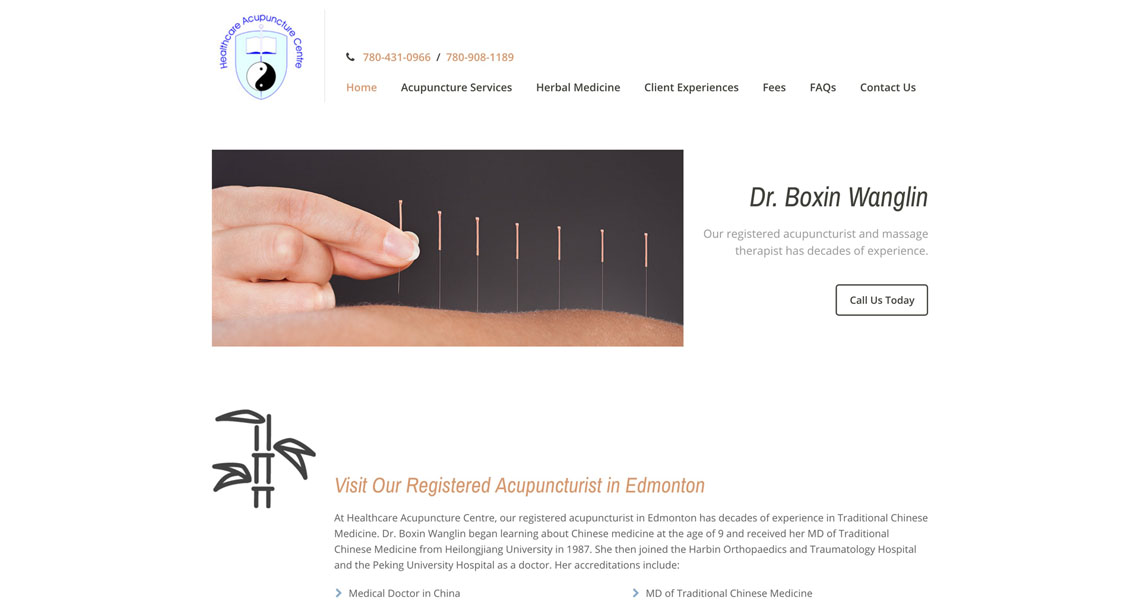 Healthcare Acupuncture Centre
780-431-0966 / 780-908-1189
Home Acupuncture Services Herbal Medicine Client Experiences Fees FAQs Contact Us
Dr. Boxin Wanglin
Our registered acupuncturist and massage
therapist has decades of experience.
Call Us Today
Visit Our Registered Acupuncturist in Edmonton
At Healthcare Acupuncture Centre, our registered acupuncturist in Edmonton has decades of experience in Traditional Chinese
Medicine. Dr. Boxin Wanglin began learning about Chinese medicine at the age of 9 and received her MD of Traditional
Chinese Medicine from Heilongjiang University in 1987. She then joined the Harbin Orthopaedics and Traumatology Hospital
and the Peking University Hospital as a doctor. Her accreditations include:
Medical Doctor in China MD of Traditional Chinese Medicine